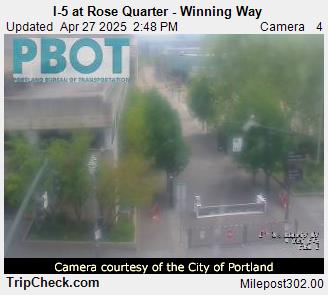 I-5 at Rose Quarter - Winning Way
Updated Apr 27 2025 2:48 PM Camera 4
PBOT
PORTLAND BUREAU OF TRANSPORTATION
Camera courtesy of the City of Portland
TripCheck.com Milepost302.00